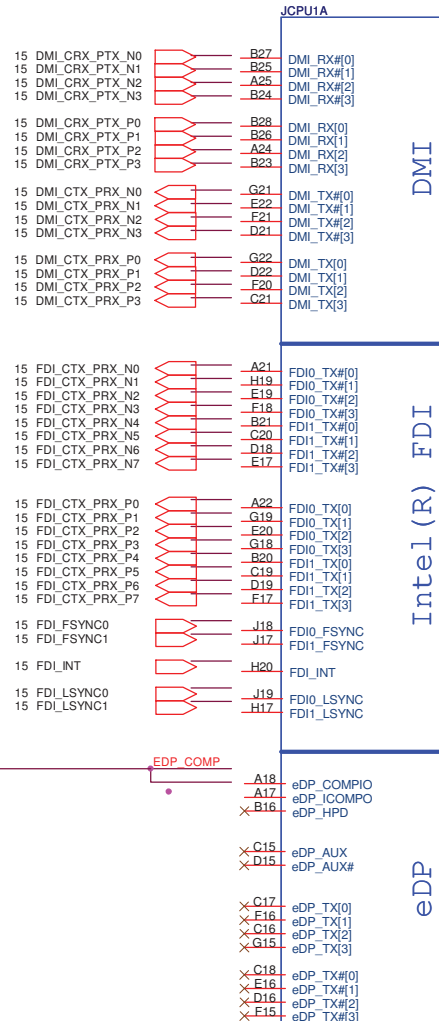 JCPU1A
15 DMI_CRX_PTX_N0 B27 DMI_RX#[0]
15 DMI_CRX_PTX_N1 B25 DMI_RX#[1]
15 DMI_CRX_PTX_N2 A25 DMI_RX#[2]
15 DMI_CRX_PTX_N3 B24 DMI_RX#[3]
15 DMI_CRX_PTX_P0 B28 DMI_RX[0]
15 DMI_CRX_PTX_P1 B26 DMI_RX[1]
15 DMI_CRX_PTX_P2 A24 DMI_RX[2]
15 DMI_CRX_PTX_P3 B23 DMI_RX[3]
DMI
15 DMI_CTX_PRX_N0 G21 DMI_TX#[0]
15 DMI_CTX_PRX_N1 E22 DMI_TX#[1]
15 DMI_CTX_PRX_N2 F21 DMI_TX#[2]
15 DMI_CTX_PRX_N3 D21 DMI_TX#[3]
15 DMI_CTX_PRX_P0 G22 DMI_TX[0]
15 DMI_CTX_PRX_P1 D22 DMI_TX[1]
15 DMI_CTX_PRX_P2 F20 DMI_TX[2]
15 DMI_CTX_PRX_P3 C21 DMI_TX[3]
15 FDI_CTX_PRX_N0 A21 FDI0_TX#[0]
15 FDI_CTX_PRX_N1 H19 FDI0_TX#[1]
15 FDI_CTX_PRX_N2 E19 FDI0_TX#[2]
15 FDI_CTX_PRX_N3 F18 FDI0_TX#[3]
15 FDI_CTX_PRX_N4 B21 FDI1_TX#[0]
15 FDI_CTX_PRX_N5 C20 FDI1_TX#[1]
15 FDI_CTX_PRX_N6 D18 FDI1_TX#[2]
15 FDI_CTX_PRX_N7 E17 FDI1_TX#[3]
Intel(R) FDI
15 FDI_CTX_PRX_P0 A22 FDI0_TX[0]
15 FDI_CTX_PRX_P1 G19 FDI0_TX[1]
15 FDI_CTX_PRX_P2 E20 FDI0_TX[2]
15 FDI_CTX_PRX_P3 G18 FDI0_TX[3]
15 FDI_CTX_PRX_P4 B20 FDI1_TX[0]
15 FDI_CTX_PRX_P5 C19 FDI1_TX[1]
15 FDI_CTX_PRX_P6 D19 FDI1_TX[2]
15 FDI_CTX_PRX_P7 F17 FDI1_TX[3]
15 FDI_FSYNC0 J18 FDI0_FSYNC
15 FDI_FSYNC1 J17 FDI1_FSYNC
15 FDI_INT H20 FDI_INT
15 FDI_LSYNC0 J19 FDI0_LSYNC
15 FDI_LSYNC1 H17 FDI1_LSYNC
EDP_COMP
A18 eDP_COMPIO
A17 eDP_ICOMPO
B16 eDP_HPD
C15 eDP_AUX
D15 eDP_AUX#
eDP
C17 eDP_TX[0]
F16 eDP_TX[1]
C16 eDP_TX[2]
G15 eDP_TX[3]
C18 eDP_TX#[0]
E16 eDP_TX#[1]
D16 eDP_TX#[2]
F15 eDP_TX#[3]